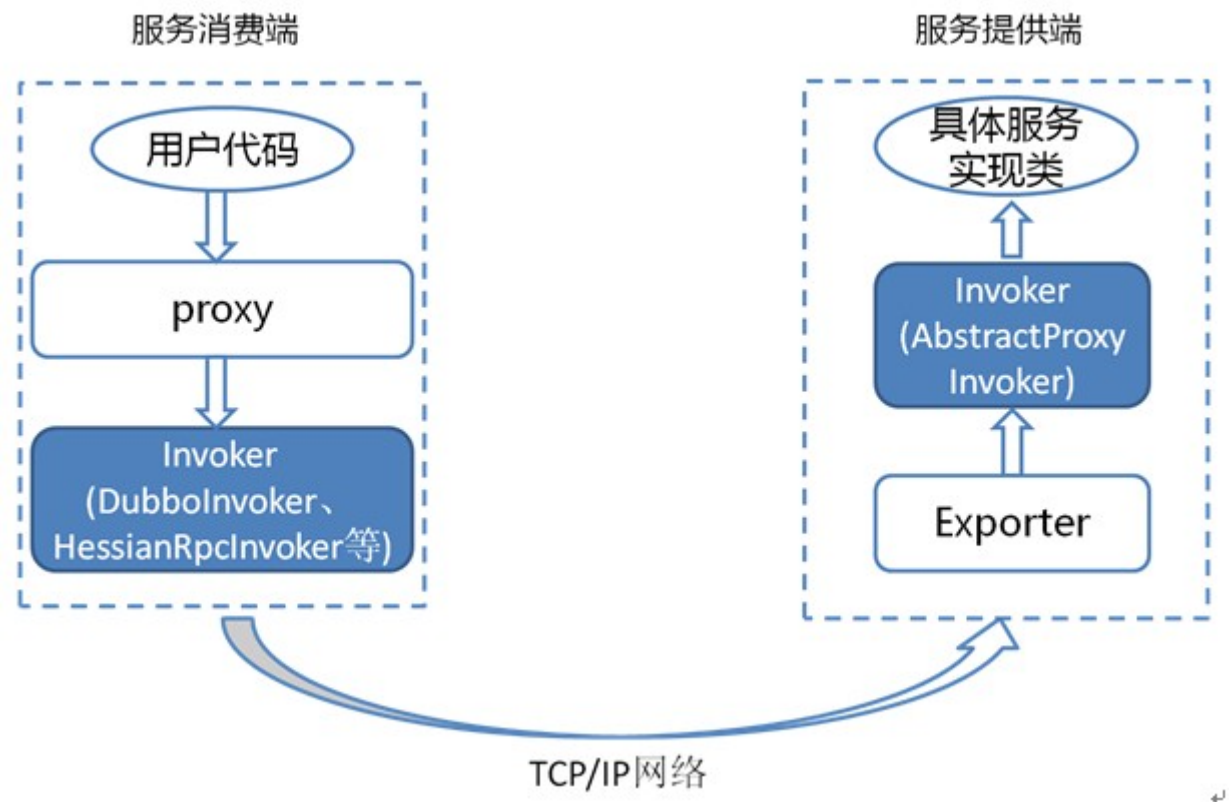 服务消费端
用户代码
proxy
Invoker
(DubboInvoker、
HessianRpcInvoker等)
服务提供端
具体服务
实现类
Invoker
(AbstractProxy
Invoker)
Exporter
TCP/IP网络